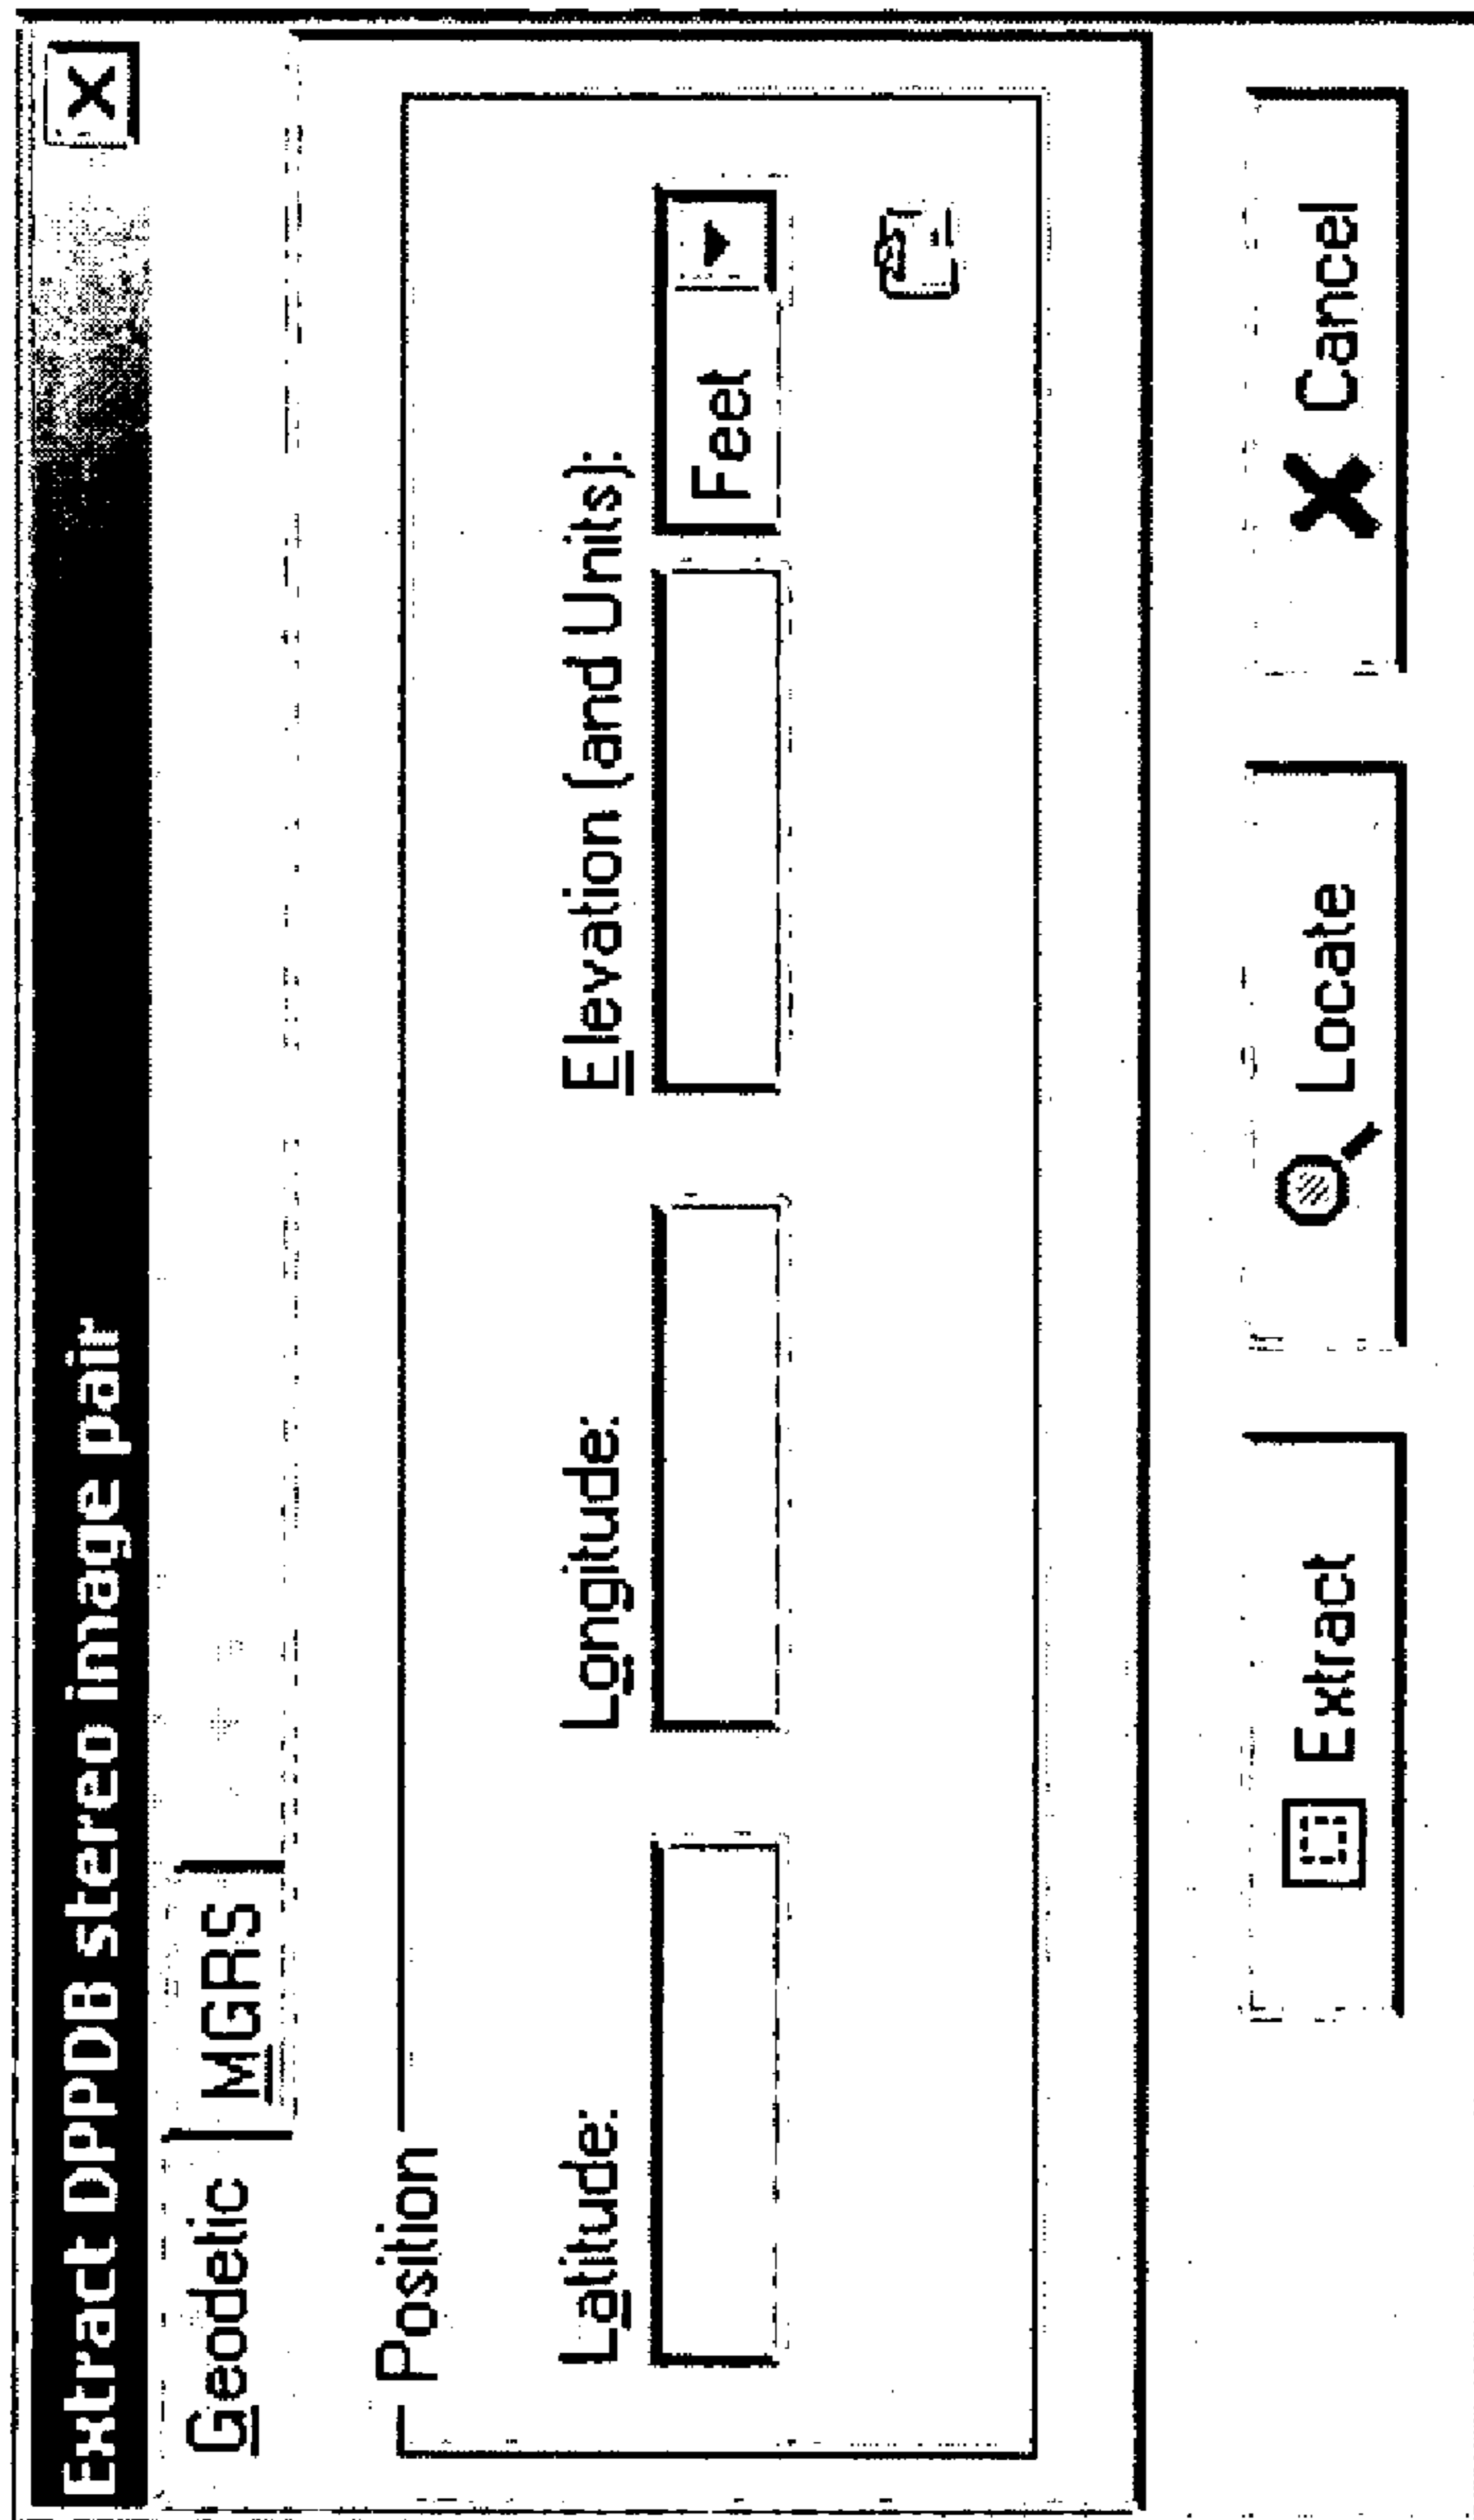 Extract DPPDB stereo image pair
Geodetic MGRS
Position
Latitude: Longitude: Elevation (and Units):
Feet
Extract Locate Cancel